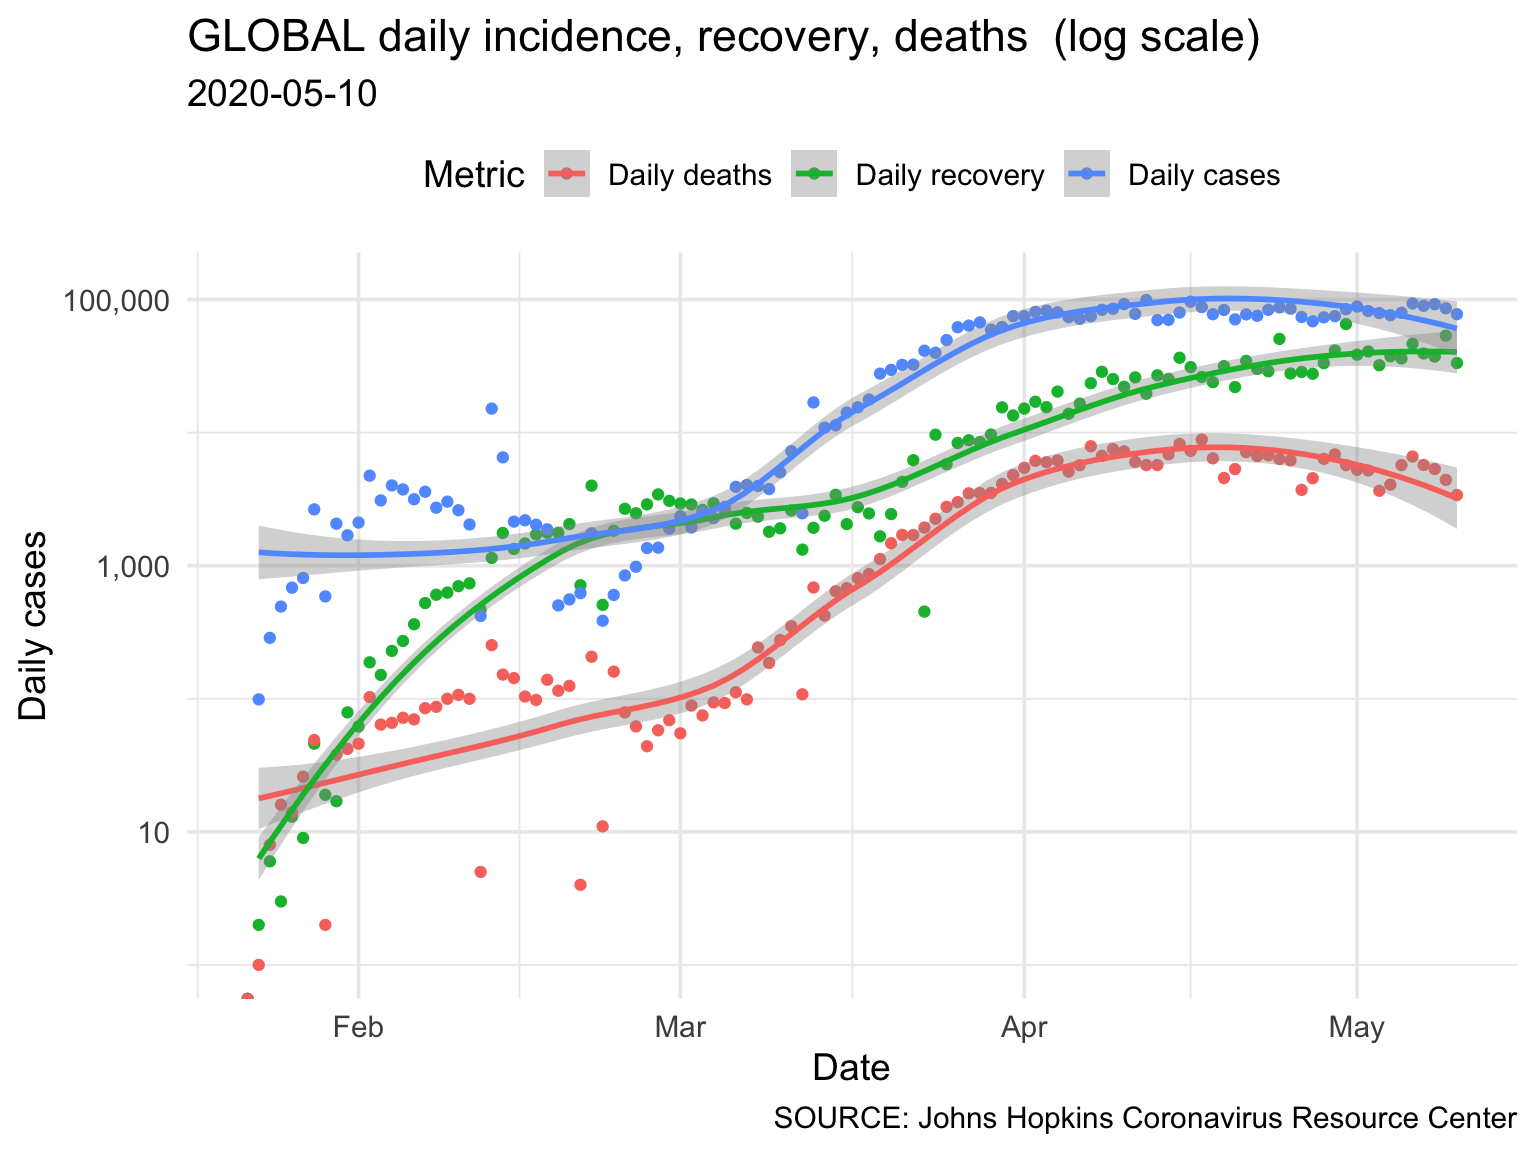 GLOBAL daily incidence, recovery, deaths  (log scale)
2020-05-10
Metric Daily deaths Daily recovery Daily cases
100,000
1,000
10
Daily cases
Feb Mar Apr May
Date
SOURCE: Johns Hopkins Coronavirus Resource Center